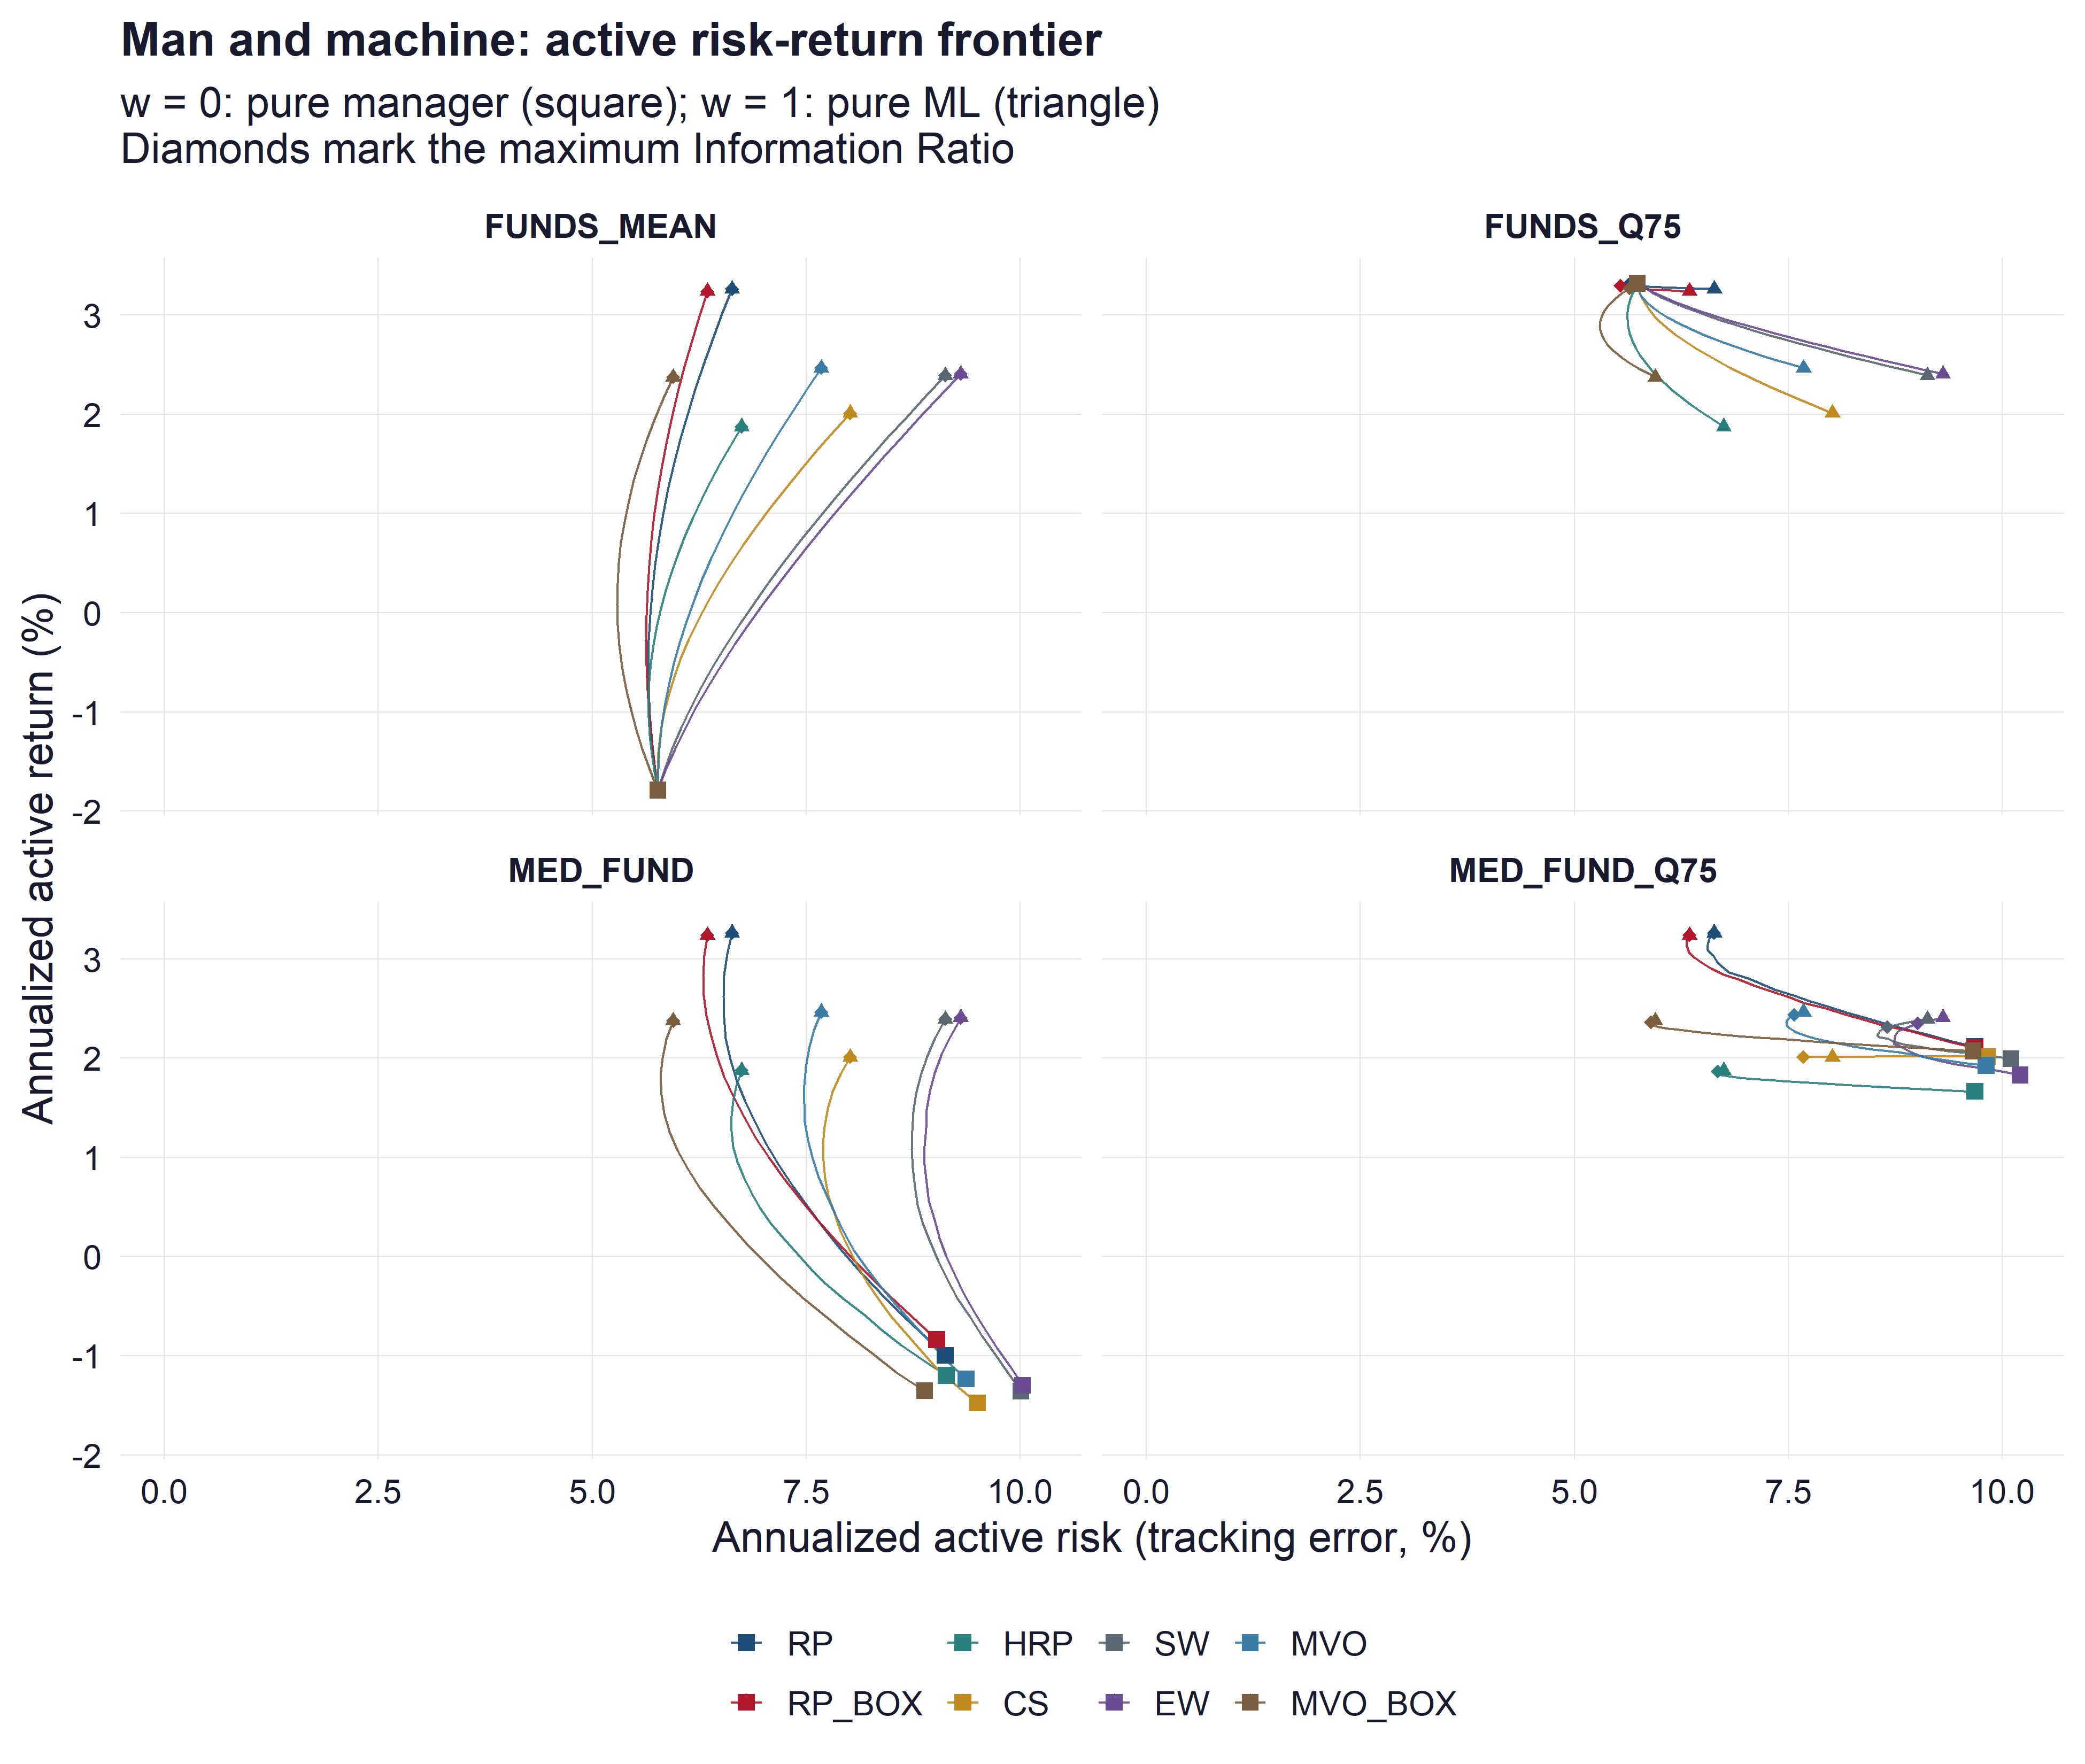 Man and machine: active risk-return frontier
w = 0: pure manager (square); w = 1: pure ML (triangle)
Diamonds mark the maximum Information Ratio
FUNDS_MEAN
FUNDS_Q75
3
2
1
0
-1
-2
MED_FUND
MED_FUND_Q75
3
2
1
0
-1
-2
Annualized active return (%)
0.0 2.5 5.0 7.5 10.0 0.0 2.5 5.0 7.5 10.0
Annualized active risk (tracking error, %)
RP HRP SW MVO
RP_BOX CS EW MVO_BOX